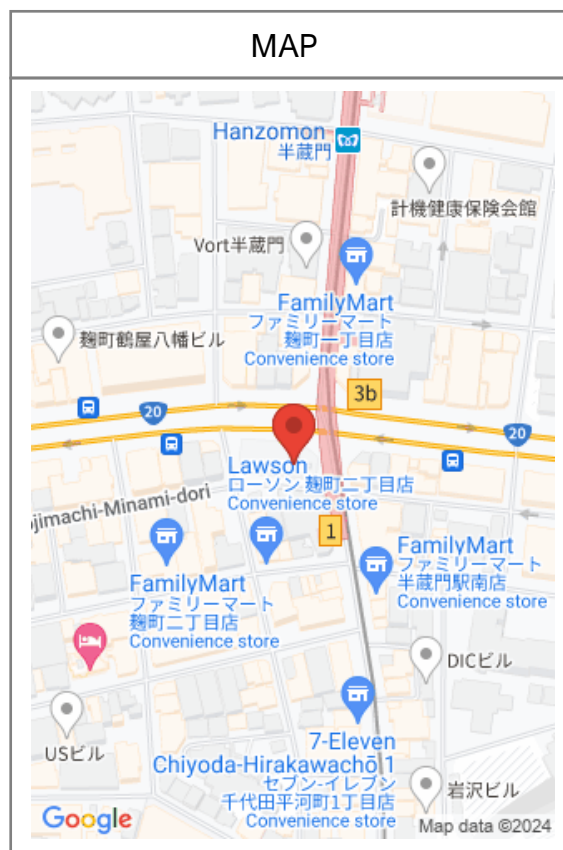 MAP
Hanzomon
半蔵門
計機健康保険会館
Vort半蔵門
FamilyMart
ファミリーマート
麹町一丁目店
Convenience store
麹町鶴屋八幡ビル
3b
20
20
Lawson
ローソン 麹町二丁目店
Convenience store
ojimachi-Minami-dori
1
FamilyMart
ファミリーマート
半蔵門駅南店
Convenience store
FamilyMart
ファミリーマート
麹町二丁目店
Convenience store
DICビル
USビル
7-Eleven
Chiyoda-Hirakawachō 1
セブン-イレブン
千代田平河町1丁目店
Convenience store
岩沢ビル
Google
Map data ©2024